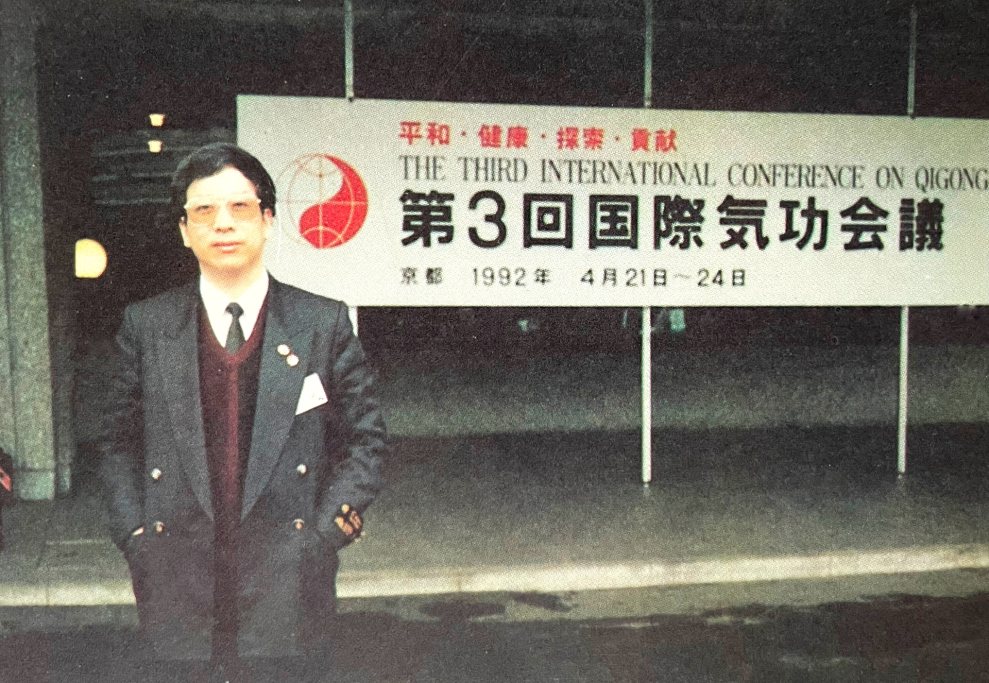 平和・健康・探索・貢献
THE THIRD INTERNATIONAL CONFERENCE ON QIGONG
第3回国際気功会議
京都 1992年 4月21日～24日